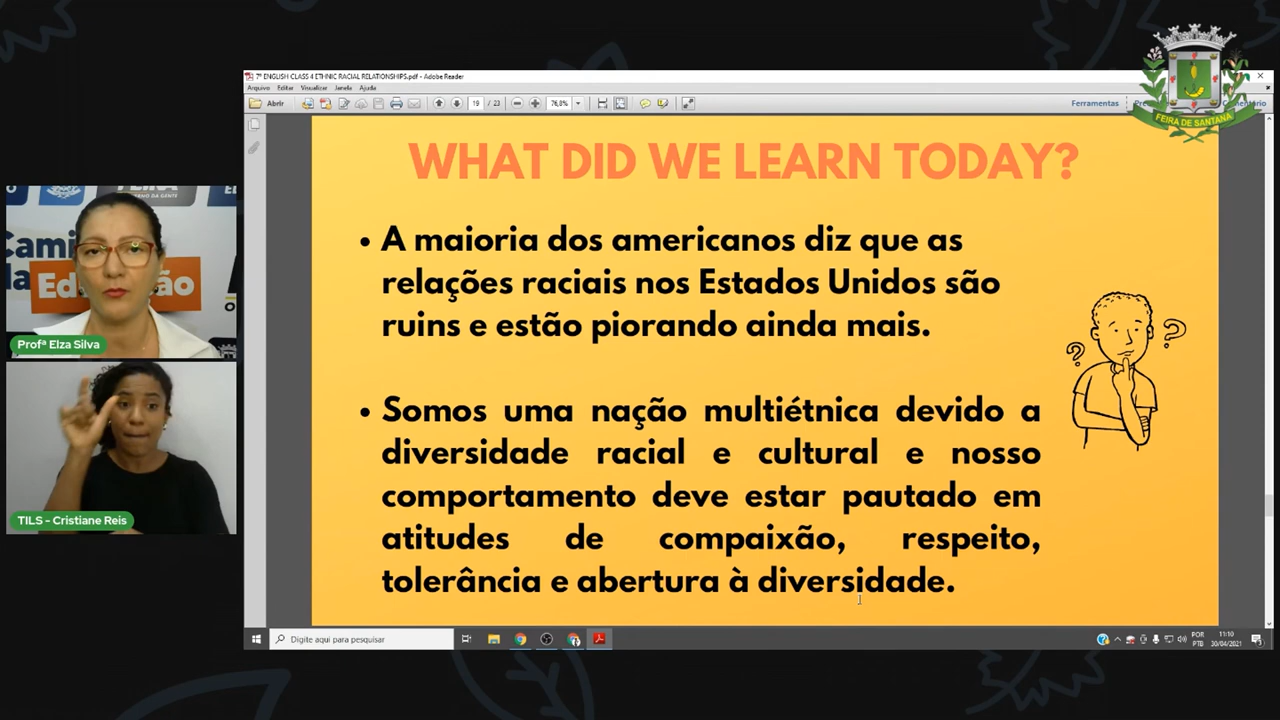 7º ENGLISH CLASS 4 ETHNIC RACIAL RELATIONSHIPS.pdf - Adobe Reader
Arquivo Editar Visualizar Janela Ajuda
Abrir
19 / 23
76,8%
Ferramentas
FEIRA DE SANTANA
WHAT DID WE LEARN TODAY?
• A maioria dos americanos diz que as
relações raciais nos Estados Unidos são
ruins e estão piorando ainda mais.
• Somos uma nação multiétnica devido a
diversidade racial e cultural e nosso
comportamento deve estar pautado em
atitudes de compaixão, respeito,
tolerância e abertura à diversidade.
? ?
Profª Elza Silva
TILS - Cristiane Reis
Digite aqui para pesquisar
POR
PTB
11:10
30/04/2021